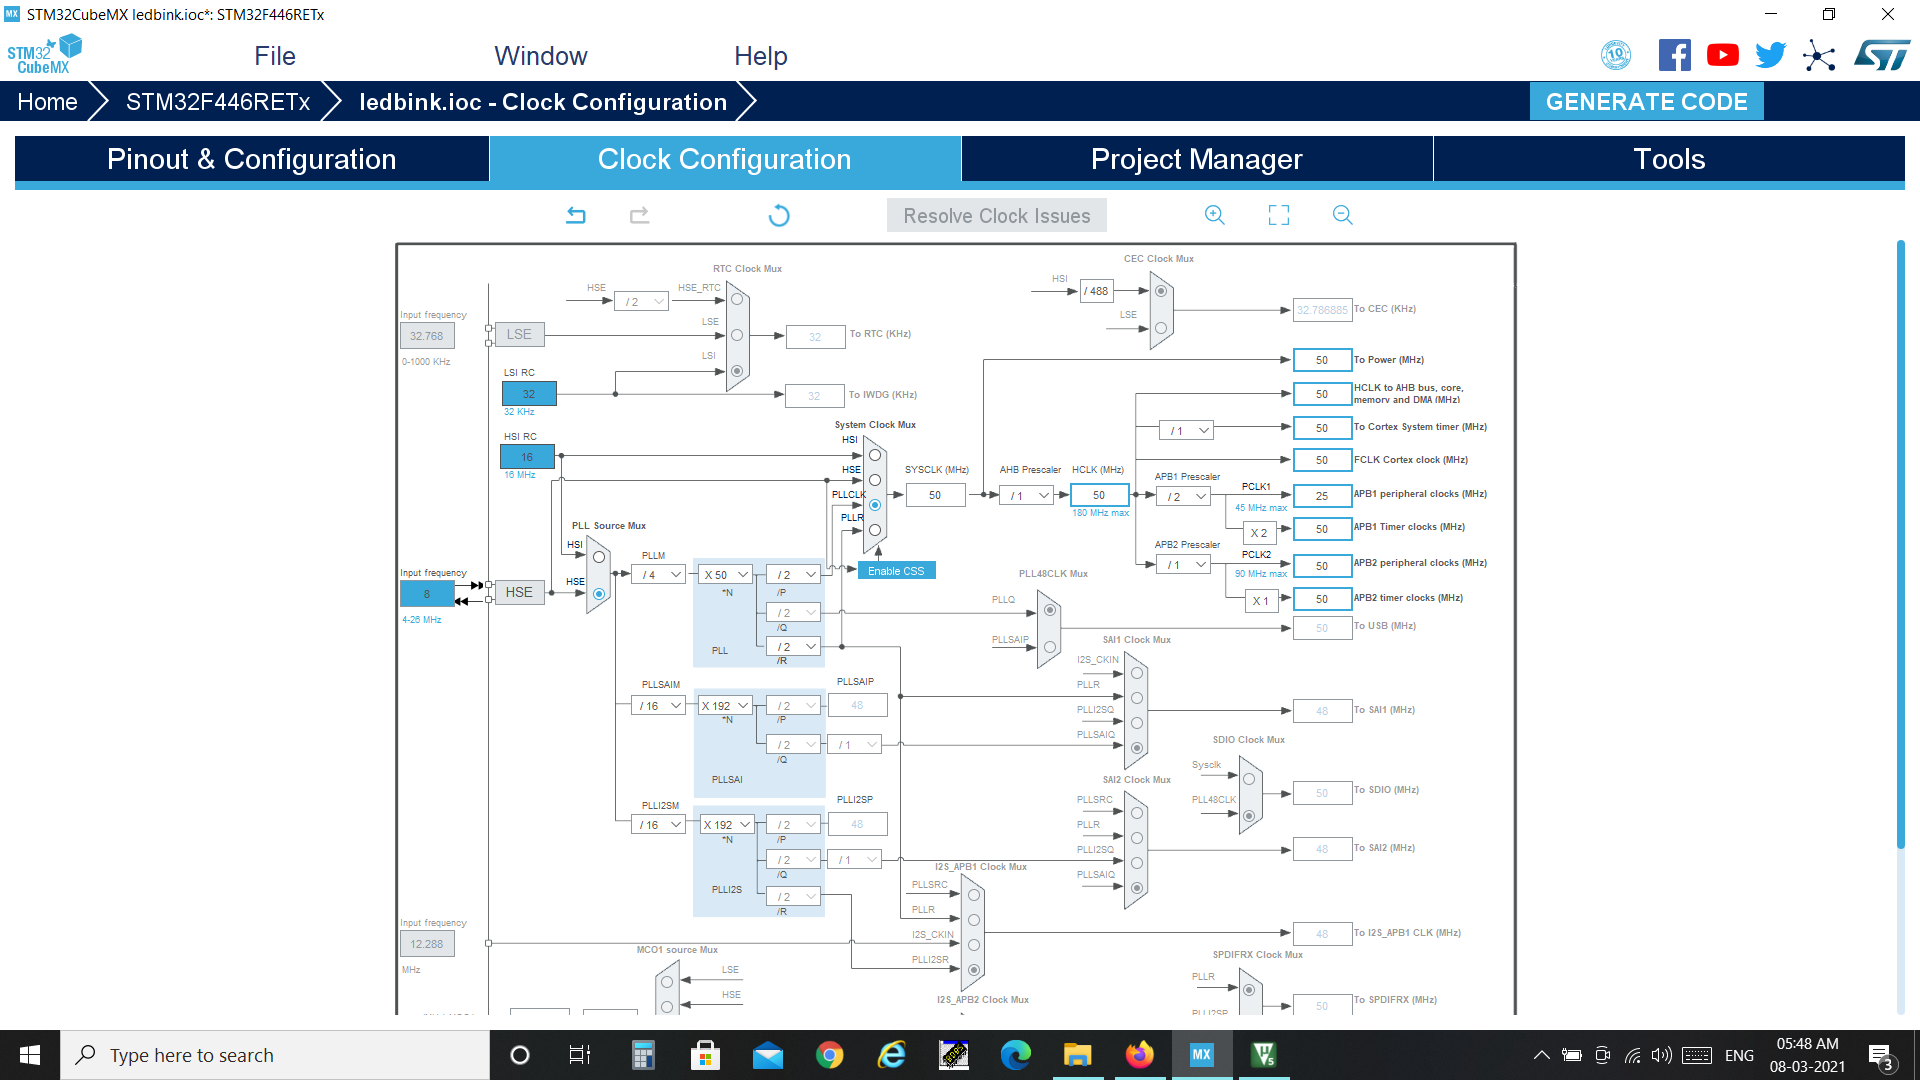 MX STM32CubeMX ledbink.ioc*: STM32F446RETx
STM32 CubeMX
File Window Help
10
Home STM32F446RETx ledbink.ioc - Clock Configuration GENERATE CODE
Pinout & Configuration Clock Configuration Project Manager Tools
Resolve Clock Issues
RTC Clock Mux
HSE
/ 2
HSE_RTC
LSE
LSI
32
To RTC (KHz)
Input frequency
32.768
0-1000 KHz
LSE
LSI RC
32
32 KHz
32
To IWDG (KHz)
CEC Clock Mux
HSI
/ 488
LSE
32.786885
To CEC (KHz)
HSI RC
16
16 MHz
System Clock Mux
HSI
HSE
PLLCLK
PLLR
Enable CSS
SYSCLK (MHz)
50
AHB Prescaler
/ 1
HCLK (MHz)
50
180 MHz max
50
To Power (MHz)
50
HCLK to AHB bus, core,
memory and DMA (MHz)
/ 1
50
To Cortex System timer (MHz)
50
FCLK Cortex clock (MHz)
APB1 Prescaler
/ 2
PCLK1
45 MHz max
25
APB1 peripheral clocks (MHz)
X 2
50
APB1 Timer clocks (MHz)
APB2 Prescaler
/ 1
PCLK2
90 MHz max
50
APB2 peripheral clocks (MHz)
X 1
50
APB2 timer clocks (MHz)
PLL Source Mux
HSI
HSE
Input frequency
8
4-26 MHz
HSE
PLLM
/ 4
X 50
*N
/ 2
/P
/ 2
/Q
/ 2
/R
PLL
PLL48CLK Mux
PLLQ
PLLSAIP
50
To USB (MHz)
PLLSAIM
/ 16
X 192
*N
/ 2
/P
/ 2
/Q
PLLSAI
PLLSAIP
48
/ 1
SAI1 Clock Mux
I2S_CKIN
PLLR
PLLI2SQ
PLLSAIQ
48
To SAI1 (MHz)
SDIO Clock Mux
Sysclk
PLL48CLK
50
To SDIO (MHz)
PLLI2SM
/ 16
X 192
*N
/ 2
/P
/ 2
/Q
/ 2
/R
PLLI2S
PLLI2SP
48
/ 1
SAI2 Clock Mux
PLLSRC
PLLR
PLLI2SQ
PLLSAIQ
48
To SAI2 (MHz)
I2S_APB1 Clock Mux
PLLSRC
PLLR
I2S_CKIN
PLLI2SR
48
To I2S_APB1 CLK (MHz)
Input frequency
12.288
MHz
MCO1 source Mux
LSE
HSE
I2S_APB2 Clock Mux
SPDIFRX Clock Mux
PLLR
PLLI2SP
50
To SPDIFRX (MHz)
Type here to search
MX
ENG
05:48 AM
08-03-2021
3